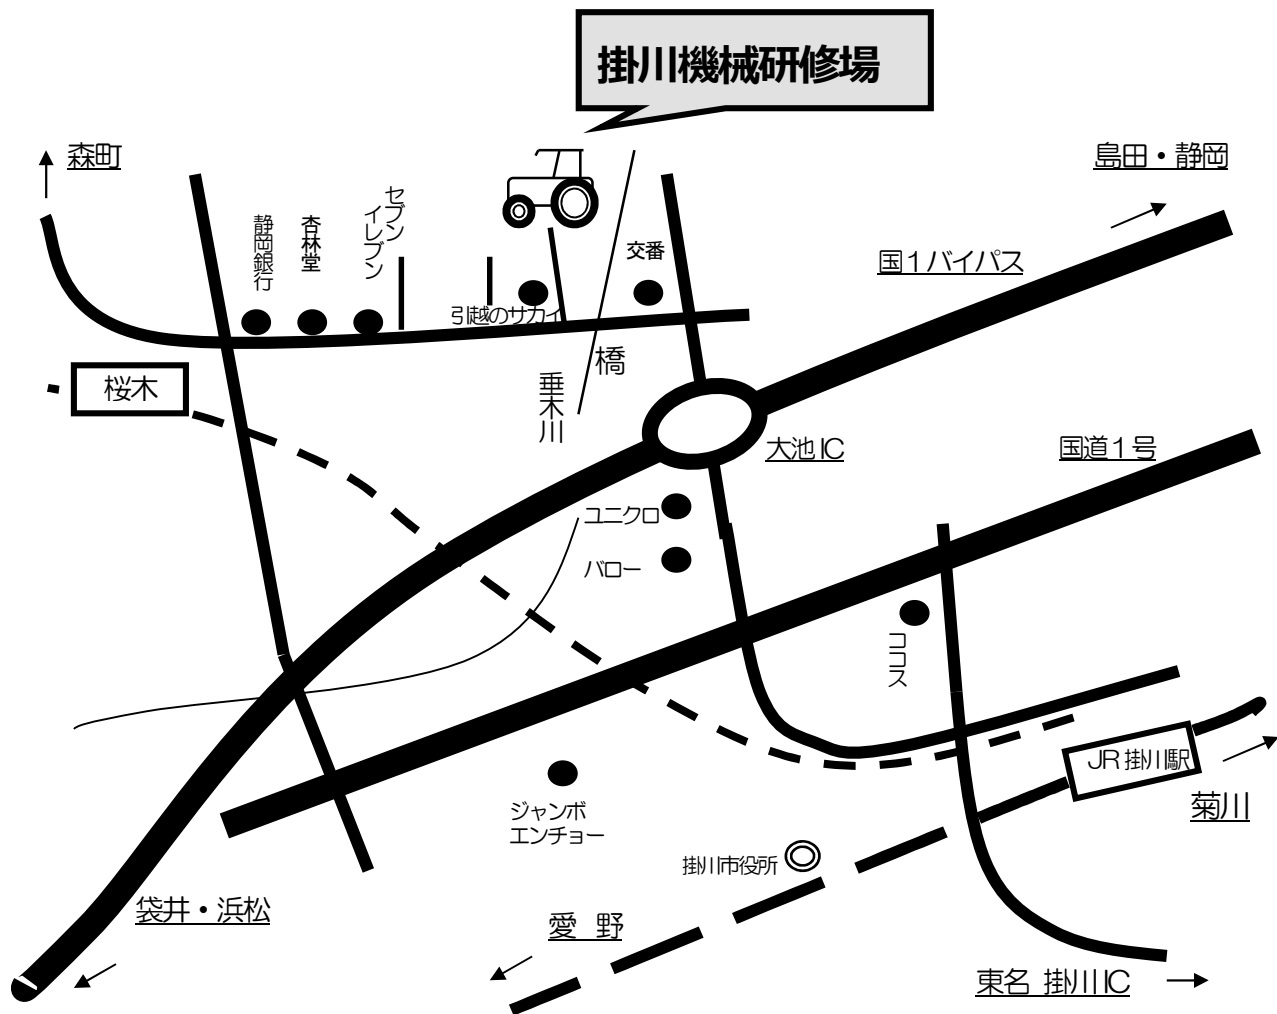 掛川機械研修場
森町
島田・静岡
静岡銀行
杏林堂
セブン
イレブン
交番
国１バイパス
引越のサカイ
橋
桜木
垂木川
大池IC
国道１号
ユニクロ
バロー
ココス
JR掛川駅
菊川
ジャンボ
エンチョー
掛川市役所
袋井・浜松
愛　野
東名 掛川IC